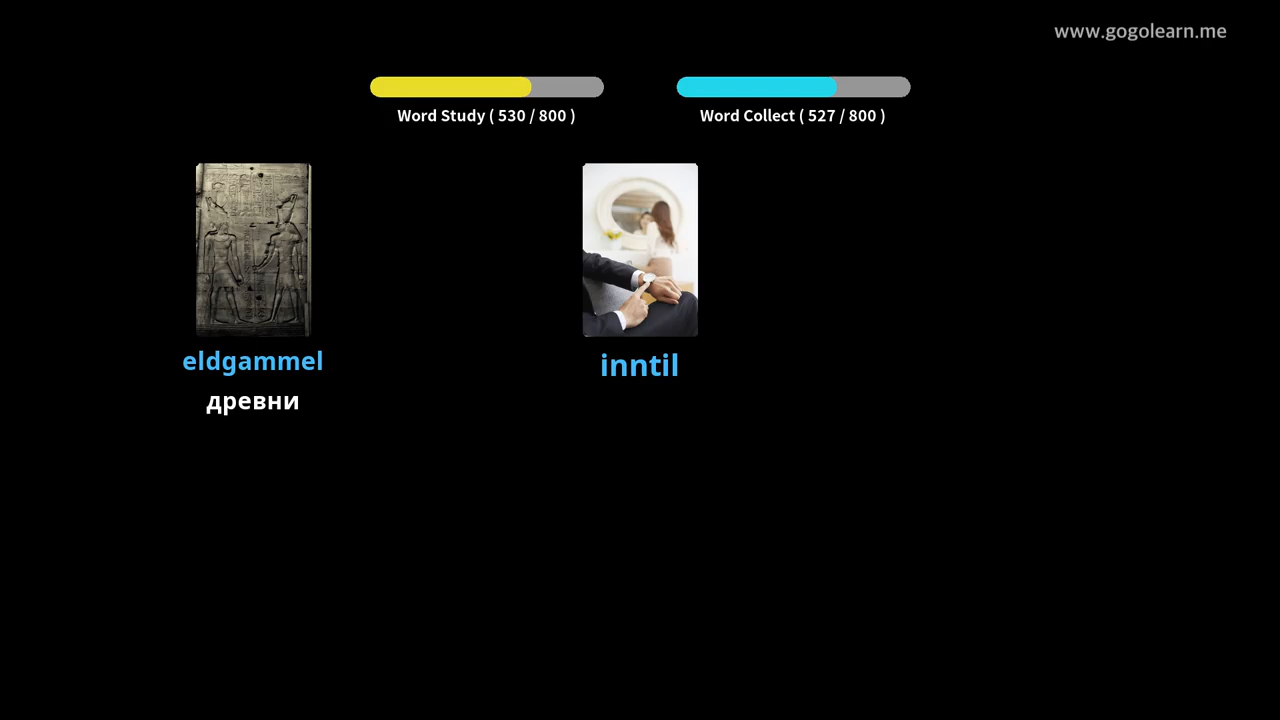 www.gogolearn.me
Word Study ( 530 / 800 )
Word Collect ( 527 / 800 )
eldgammel
inntil
древни